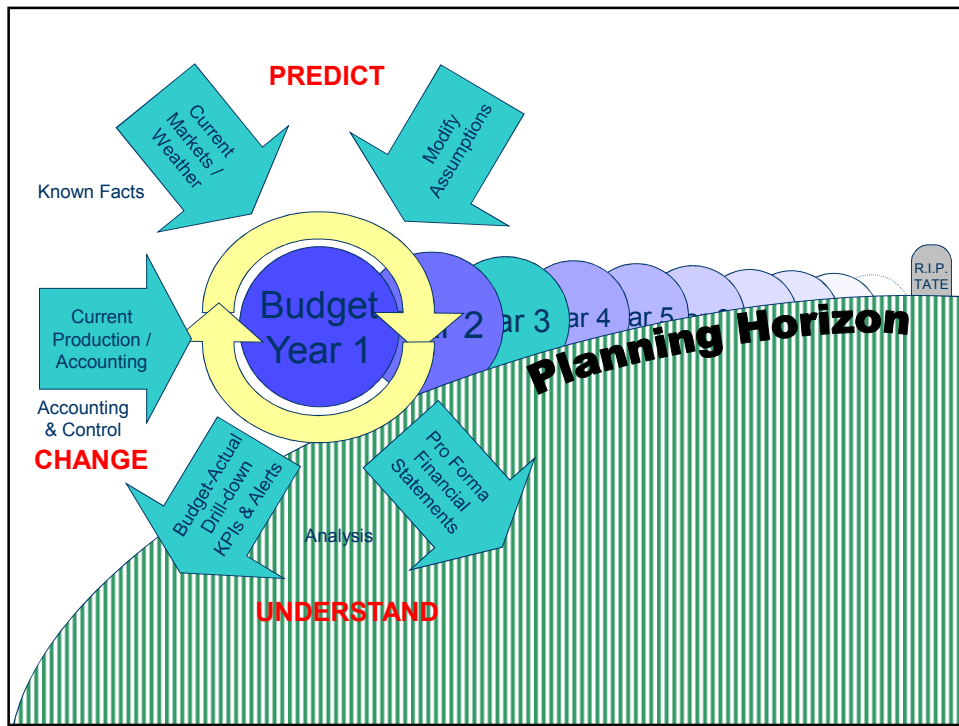 PREDICT
Current
Markets /
Weather
Modify
Assumptions
Known Facts
R.I.P.
TATE
Budget
Year 1
2
ar 3
ar 4
ar 5
Planning Horizon
Current
Production /
Accounting
Accounting
& Control
CHANGE
Budget-Actual
Drill-down
KPIs & Alerts
Pro Forma
Financial
Statements
Analysis
UNDERSTAND